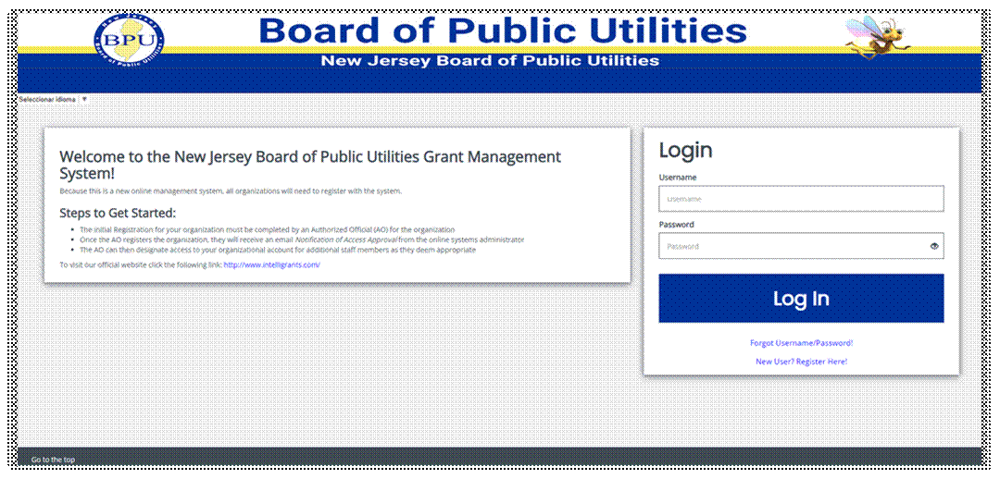 New Jersey
BPU
Board of Public Utilities
Board of Public Utilities
New Jersey Board of Public Utilities
Seleccionar idioma ▼
Welcome to the New Jersey Board of Public Utilities Grant Management
System!
Because this is a new online management system, all organizations will need to register with the system.
Steps to Get Started:
• The initial Registration for your organization must be completed by an Authorized Official (AO) for the organization
• Once the AO registers the organization, they will receive an email Notification of Access Approval from the online systems administrator
• The AO can then designate access to your organizational account for additional staff members as they deem appropriate
To visit our official website click the following link: http://www.intelligrants.com/
Login
Username
username
Password
Password
Log In
Forgot Username/Password!
New User? Register Here!
Go to the top